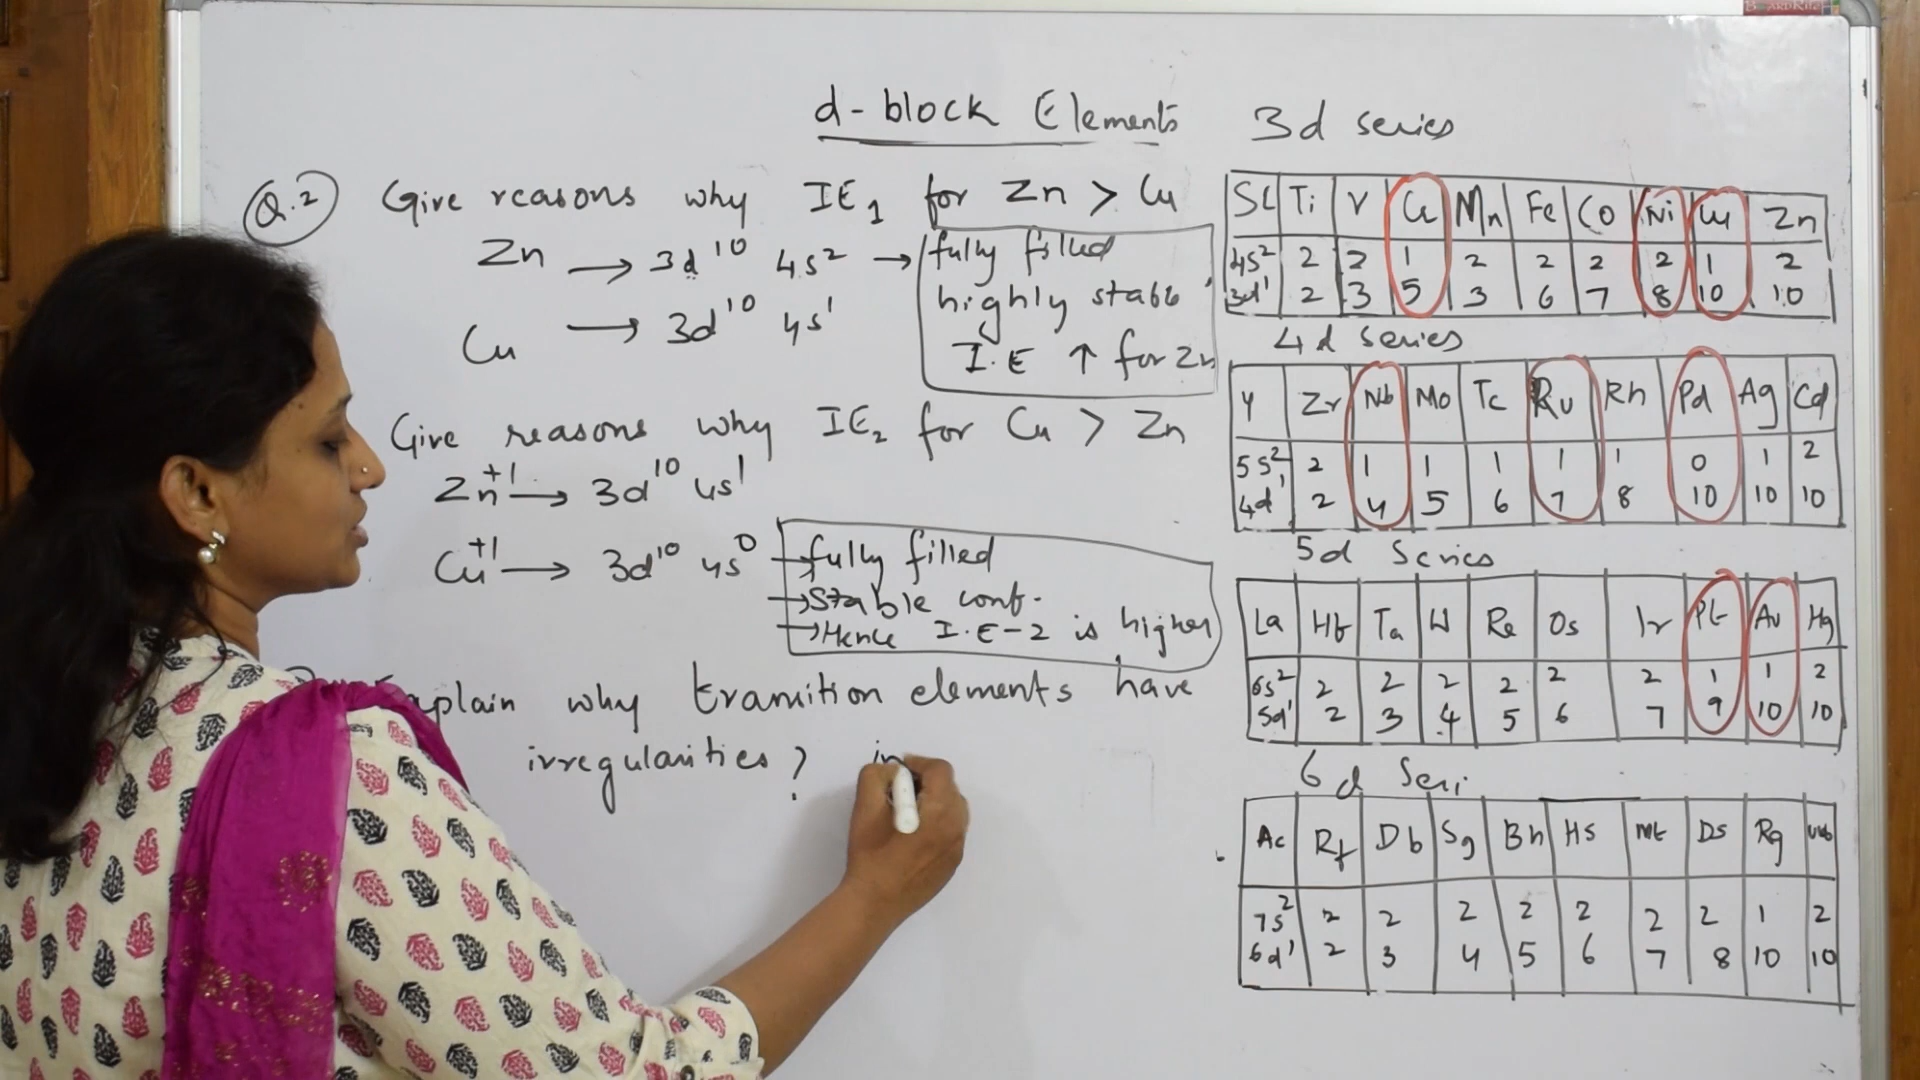 BOARDRITE
d-block Elements 3d series
Q.2 Give reasons why IE₁ for Zn > Cu
Zn → 3d¹⁰ 4s² → fully filled
highly stable
Cu → 3d¹⁰ 4s¹
I.E ↑ for Zn
Give reasons why IE₂ for Cu > Zn
Zn⁺¹ → 3d¹⁰ 4s¹
Cu⁺¹ → 3d¹⁰ 4s⁰ → fully filled
→ Stable conf.
→ Hence I.E-2 is higher
plain why transition elements have
irregularities? in
Sc Ti V Cr Mn Fe Co Ni Cu Zn
4s² 2 2 1 2 2 2 2 1 2
3d¹ 2 3 5 3 6 7 8 10 10
4d series
Y Zr Nb Mo Tc Ru Rh Pd Ag Cd
5s² 2 1 1 1 1 1 0 1 2
4d¹ 2 4 5 6 7 8 10 10 10
5d Series
La Hf Ta W Re Os Ir Pt Au Hg
6s² 2 2 2 2 2 2 1 1 2
5d¹ 2 3 4 5 6 7 9 10 10
6d Seri
Ac Rf Db Sg Bh Hs Mt Ds Rg Uub
7s² 2 2 2 2 2 2 2 1 2
6d¹ 2 3 4 5 6 7 8 10 10